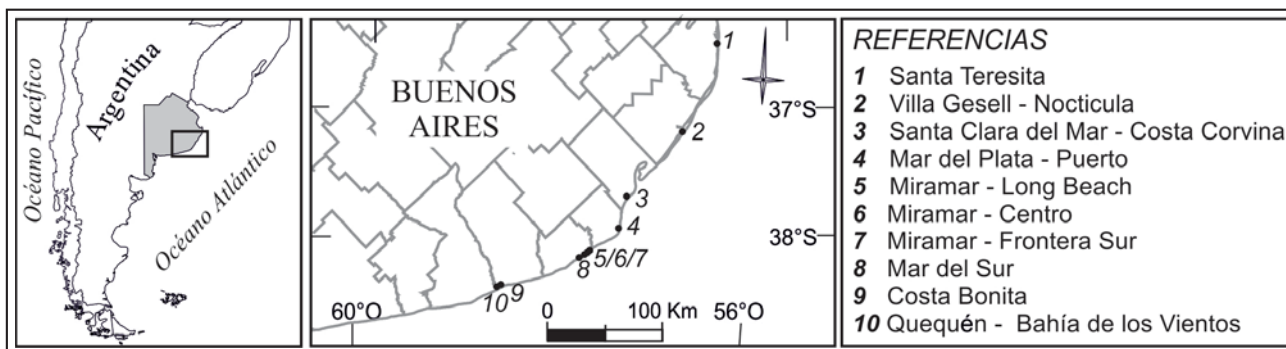 Océano Pacífico
Argentina
Océano Atlántico
BUENOS
AIRES
1
2
3
4
5/6/7
8
9
10
37°S
38°S
60°O
56°O
0
100 Km
REFERENCIAS
1 Santa Teresita
2 Villa Gesell - Nocticula
3 Santa Clara del Mar - Costa Corvina
4 Mar del Plata - Puerto
5 Miramar - Long Beach
6 Miramar - Centro
7 Miramar - Frontera Sur
8 Mar del Sur
9 Costa Bonita
10 Quequén - Bahía de los Vientos